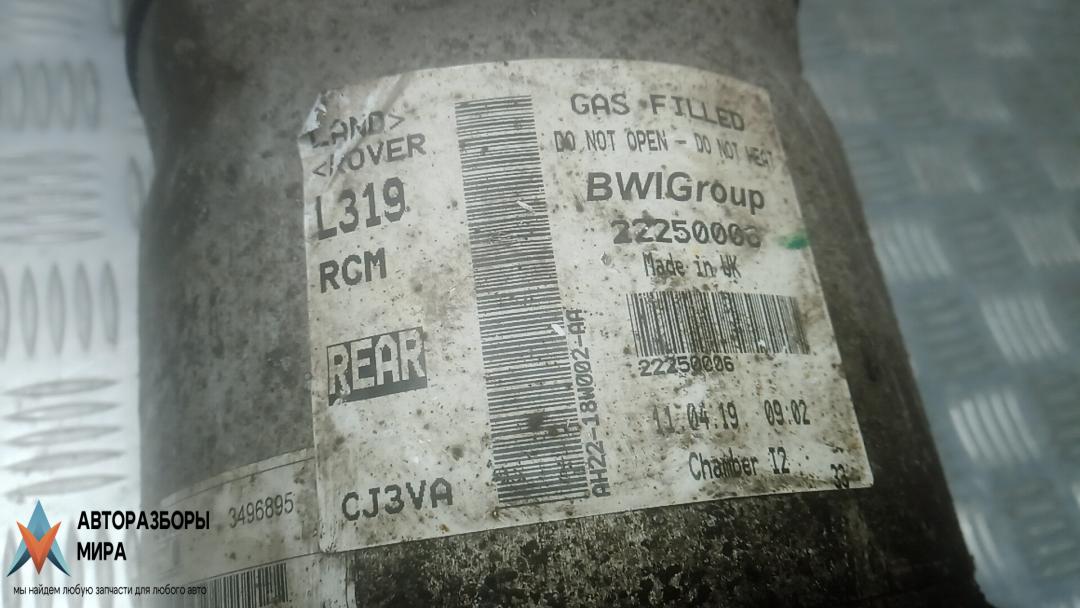 LAND>
<ROVER
L319
RCM
REAR
CJ3VA
AH22-18W002-AA
GAS FILLED
DO NOT OPEN - DO NOT HEAT
BWIGroup
22250006
Made in UK
22250006
11.04.19 09:02
Chamber I2
33
3496895
АВТОРАЗБОРЫ
МИРА
мы найдем любую запчасти для любого авто